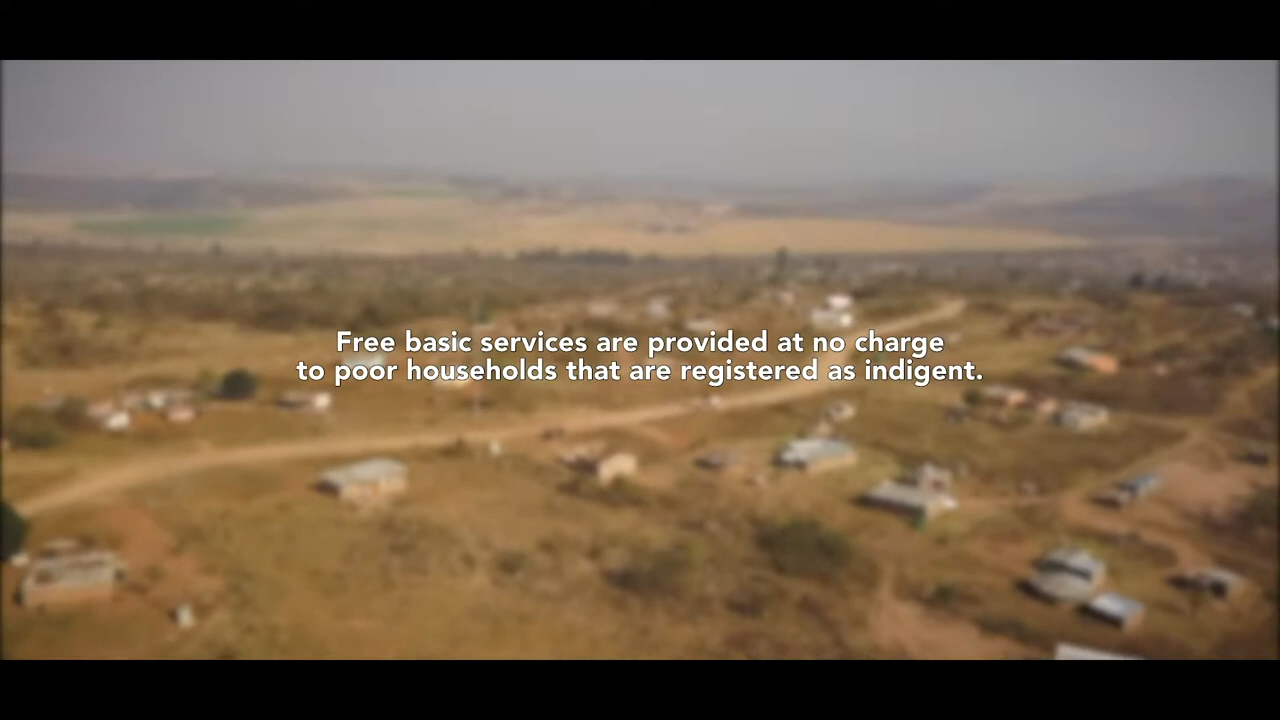 Free basic services are provided at no charge
to poor households that are registered as indigent.